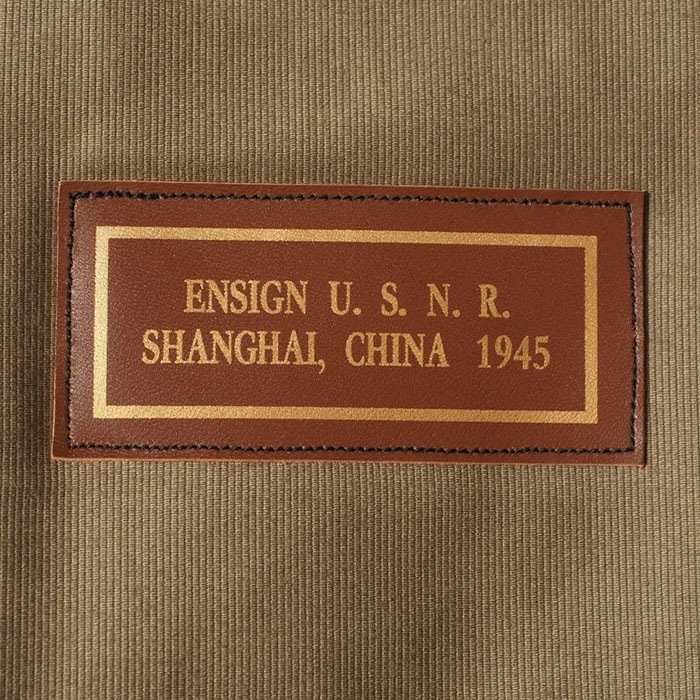 ENSIGN U. S. N. R.
SHANGHAI, CHINA 1945